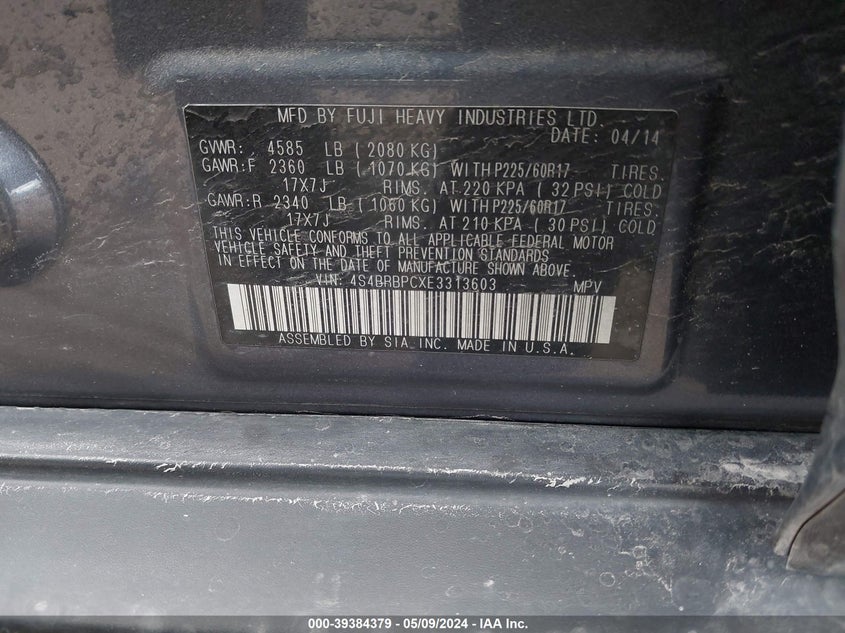 MFD BY FUJI HEAVY INDUSTRIES LTD.
DATE: 04/14
GVWR: 4585 LB (2080 KG)
GAWR:F 2360 LB (1070 KG) WITH P225/60R17 TIRES.
17X7J RIMS. AT 220 KPA (32 PSI) COLD
GAWR:R 2340 LB (1060 KG) WITH P225/60R17 TIRES.
17X7J RIMS. AT 210 KPA (30 PSI) COLD
THIS VEHICLE CONFORMS TO ALL APPLICABLE FEDERAL MOTOR
VEHICLE SAFETY AND THEFT PREVENTION STANDARDS
IN EFFECT ON THE DATE OF MANUFACTURE SHOWN ABOVE.
VIN: 4S4BRBPCXE3313603 MPV
ASSEMBLED BY SIA, INC. MADE IN U.S.A.
000-39384379 - 05/09/2024 - IAA Inc.